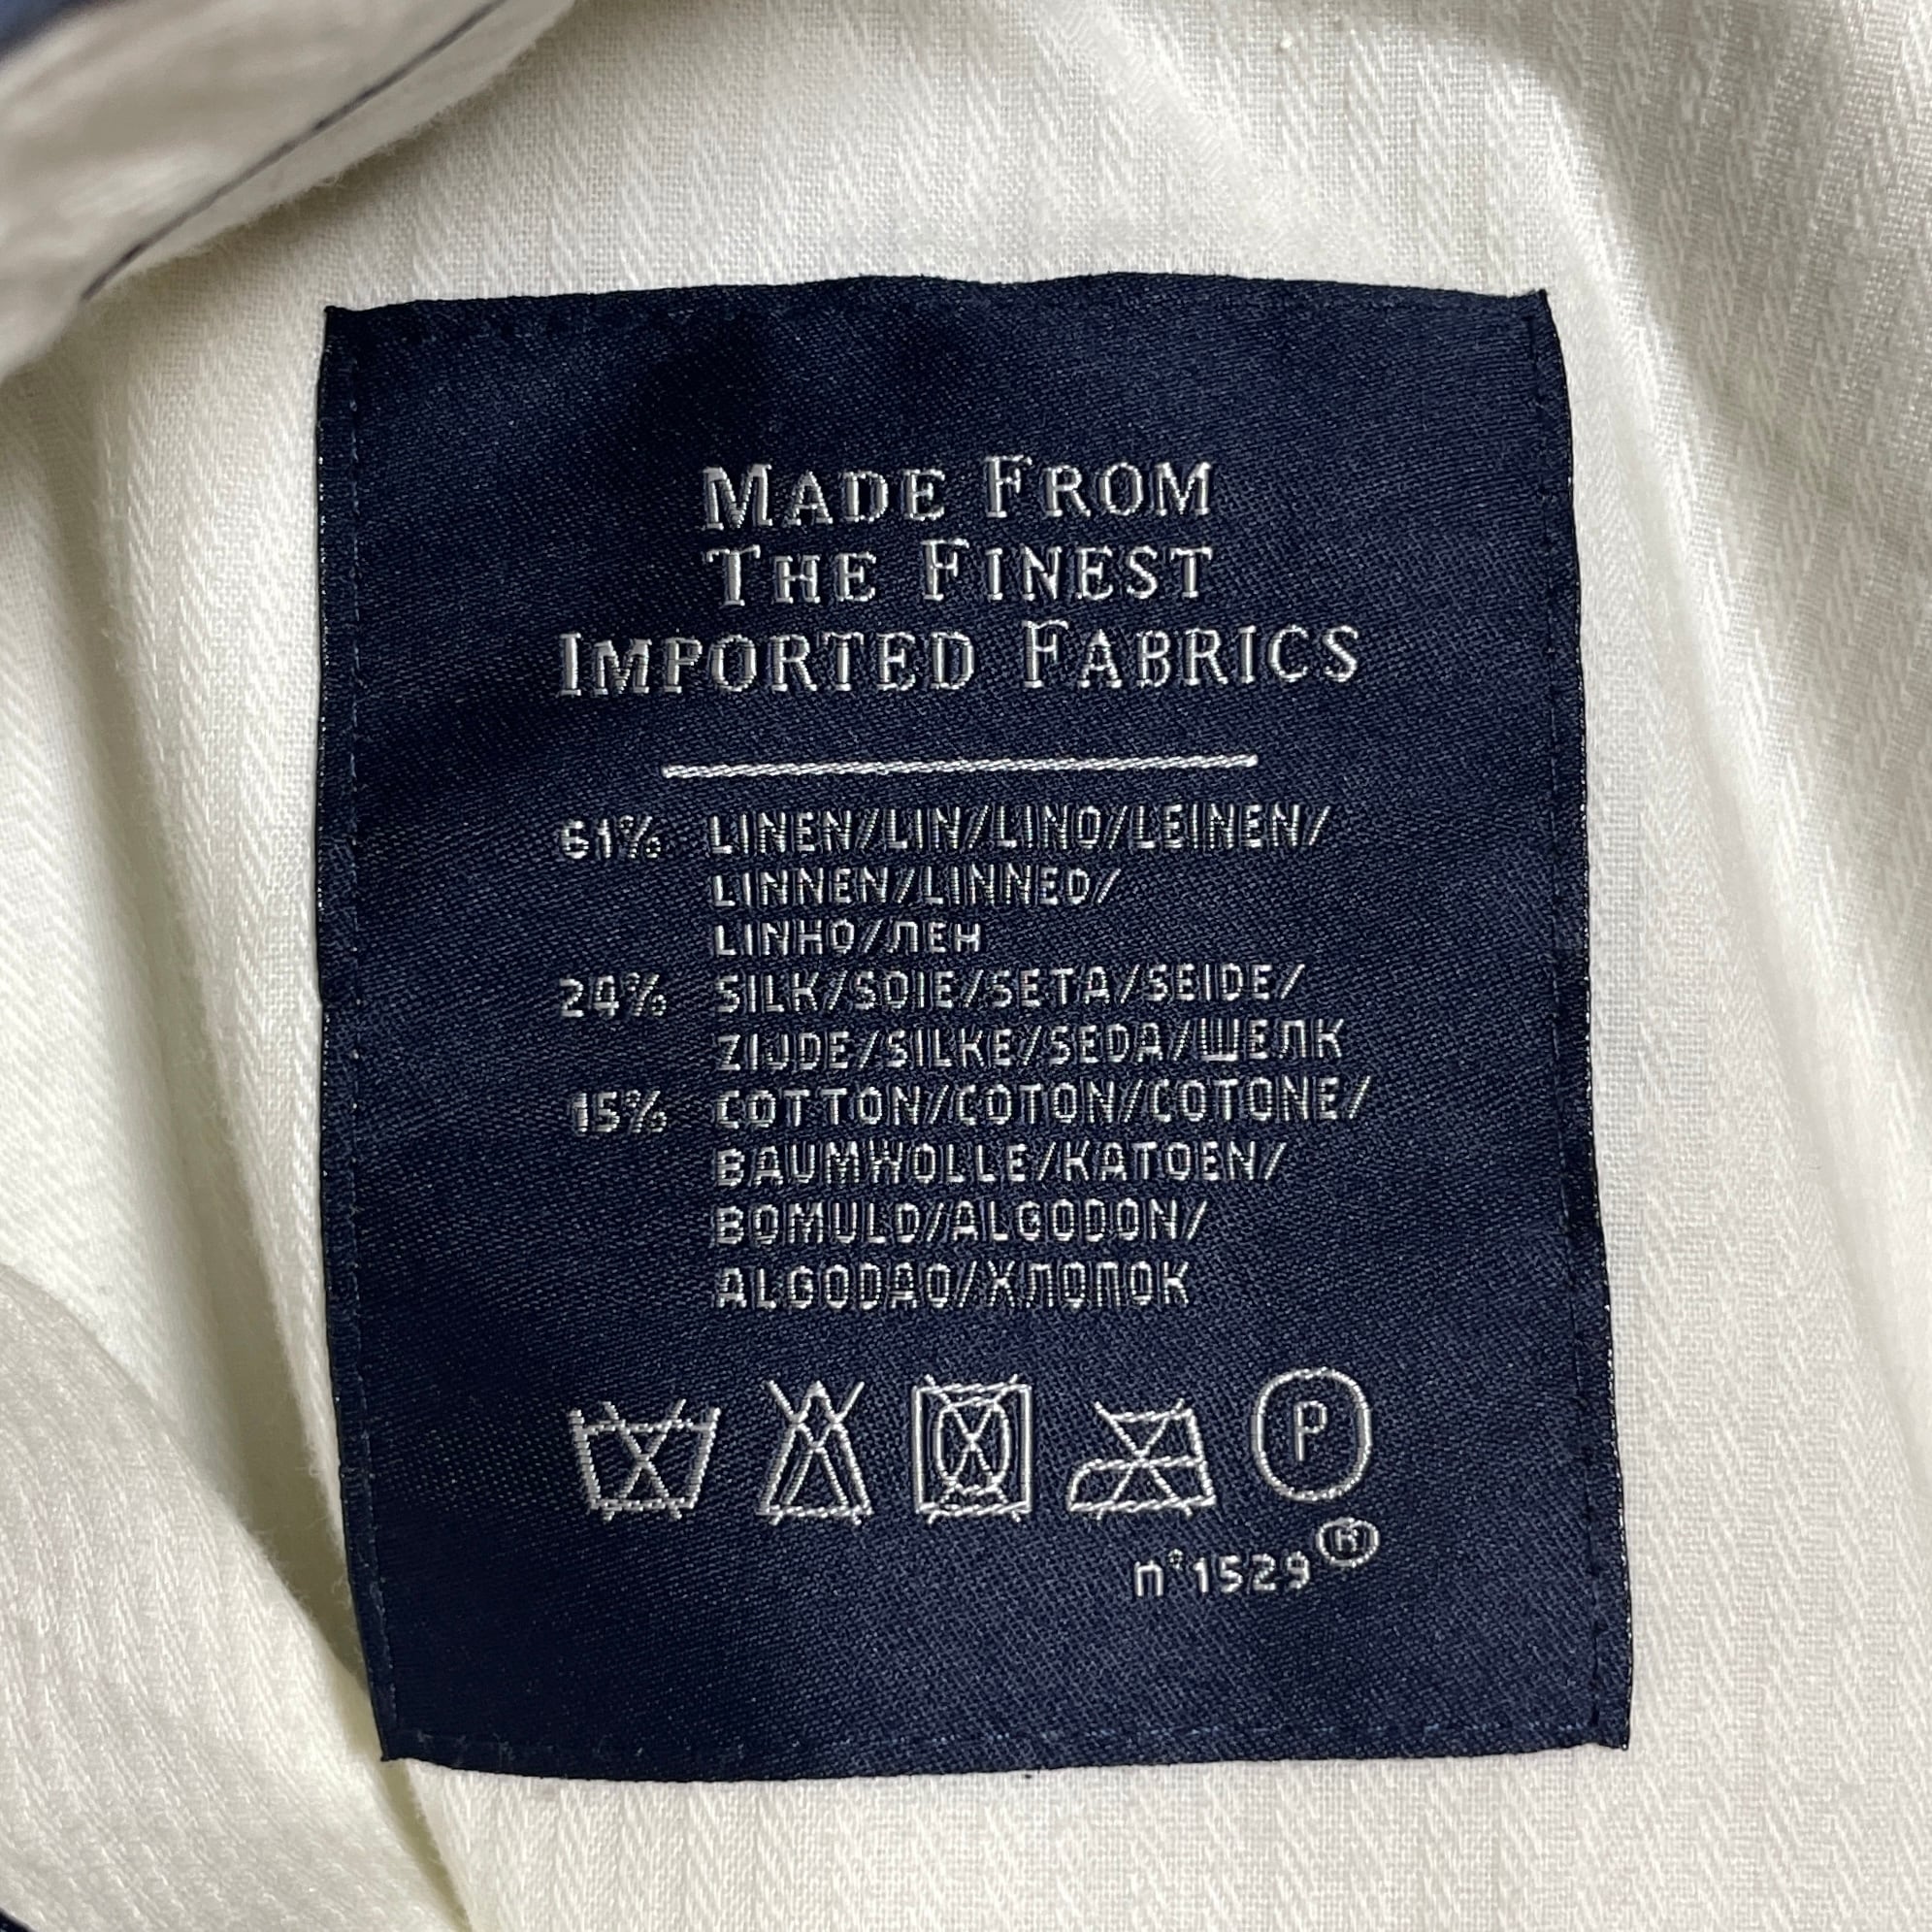 MADE FROM
THE FINEST
IMPORTED FABRICS
61% LINEN/LIN/LINO/LEINEN/
LINNEN/LINNED/
LINHO/ЛЕН
24% SILK/SOIE/SETA/SEIDE/
ZIJDE/SILKE/SEDA/ШЕЛК
15% COTTON/COTON/COTONE/
BAUMWOLLE/KATOEN/
BOMULD/ALGODON/
ALGODAO/ХЛОПОК
P
n°1529®